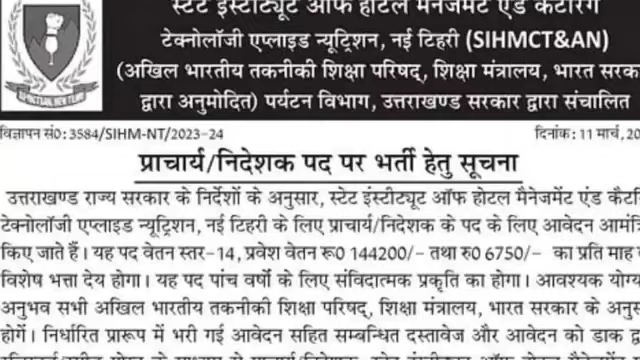 स्टेट इंस्टीट्यूट ऑफ होटल मैनेजमेंट एंड कैटरिंग
टेक्नोलॉजी एप्लाइड न्यूट्रिशन, नई टिहरी (SIHMCT&AN)
(अखिल भारतीय तकनीकी शिक्षा परिषद्, शिक्षा मंत्रालय, भारत सरका
द्वारा अनुमोदित) पर्यटन विभाग, उत्तराखण्ड सरकार द्वारा संचालित
विज्ञापन सं0: 3584/SIHM-NT/2023-24 दिनांक: 11 मार्च, 20
प्राचार्य/निदेशक पद पर भर्ती हेतु सूचना
उत्तराखण्ड राज्य सरकार के निर्देशों के अनुसार, स्टेट इंस्टीट्यूट ऑफ होटल मैनेजमेंट एंड कैटरि
टेक्नोलॉजी एप्लाइड न्यूट्रिशन, नई टिहरी के लिए प्राचार्य/निदेशक के पद के लिए आवेदन आमंत्रि
किए जाते हैं। यह पद वेतन स्तर-14, प्रवेश वेतन रू0 144200/- तथा रु0 6750/- का प्रति माह
विशेष भत्ता देय होगा। यह पद पांच वर्षों के लिए संविदात्मक प्रकृति का होगा। आवश्यक योग्य
अनुभव सभी अखिल भारतीय तकनीकी शिक्षा परिषद्, शिक्षा मंत्रालय, भारत सरकार के अनु
होगें। निर्धारित प्रारूप में भरी गई आवेदन सहित सम्बन्धित दस्तावेज और आवेदन को डाक द्व